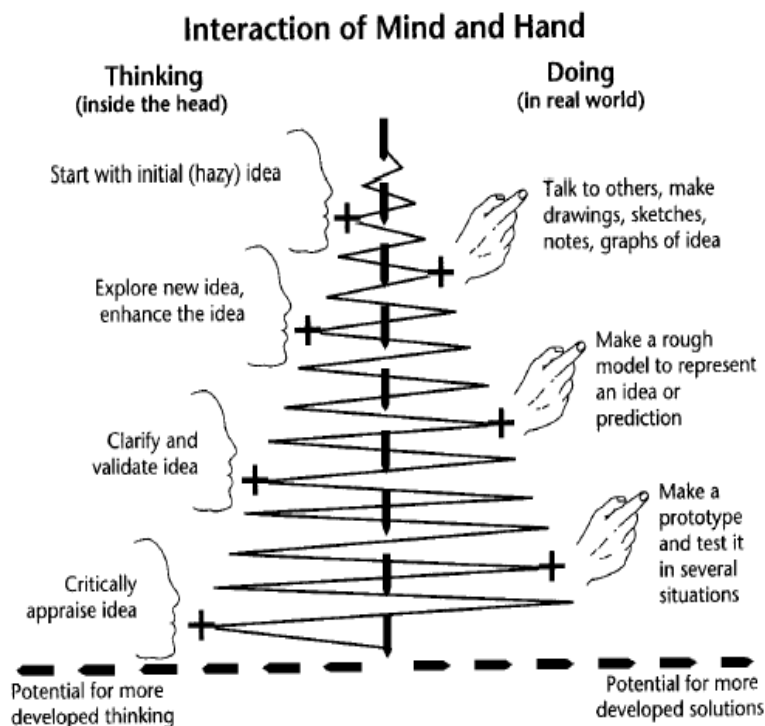 Interaction of Mind and Hand
Thinking
(inside the head)
Doing
(in real world)
Start with initial (hazy) idea
Talk to others, make
drawings, sketches,
notes, graphs of idea
Explore new idea,
enhance the idea
Make a rough
model to represent
an idea or
prediction
Clarify and
validate idea
Make a
prototype
and test it
in several
situations
Critically
appraise idea
Potential for more
developed thinking
Potential for more
developed solutions